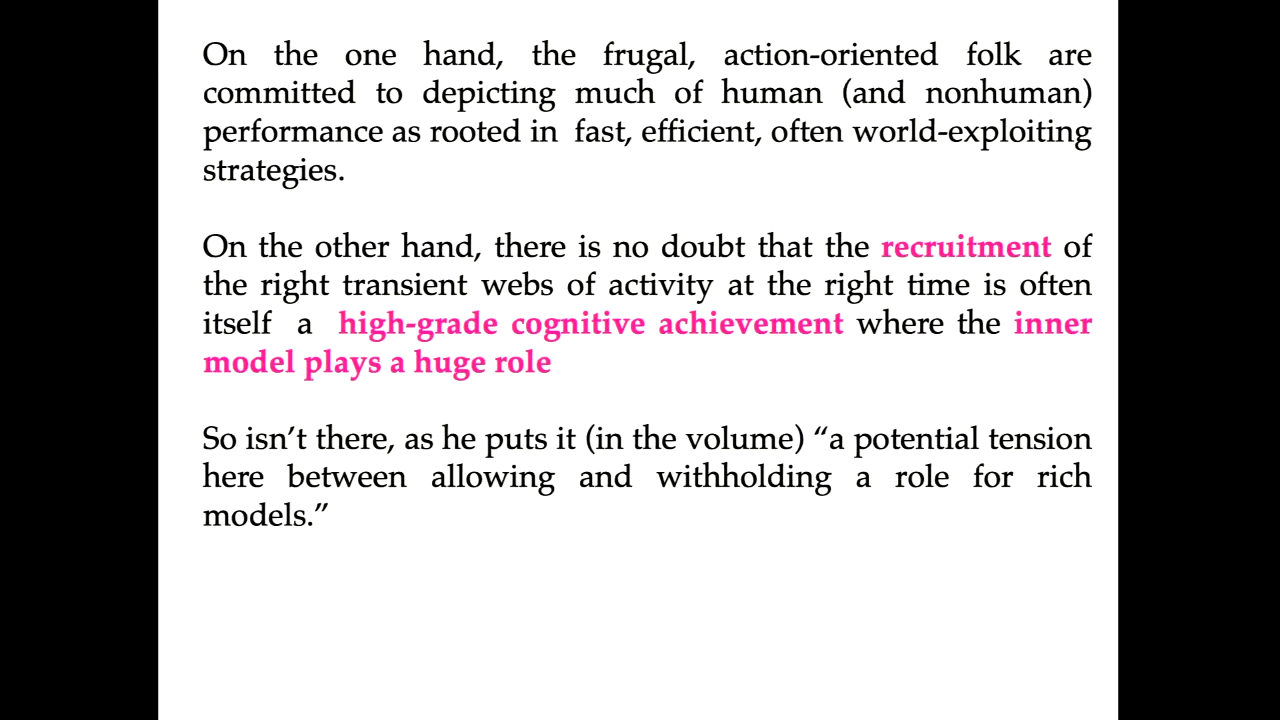 On the one hand, the frugal, action-oriented folk are
committed to depicting much of human (and nonhuman)
performance as rooted in fast, efficient, often world-exploiting
strategies.
On the other hand, there is no doubt that the recruitment of
the right transient webs of activity at the right time is often
itself a high-grade cognitive achievement where the inner
model plays a huge role
So isn’t there, as he puts it (in the volume) “a potential tension
here between allowing and withholding a role for rich
models.”